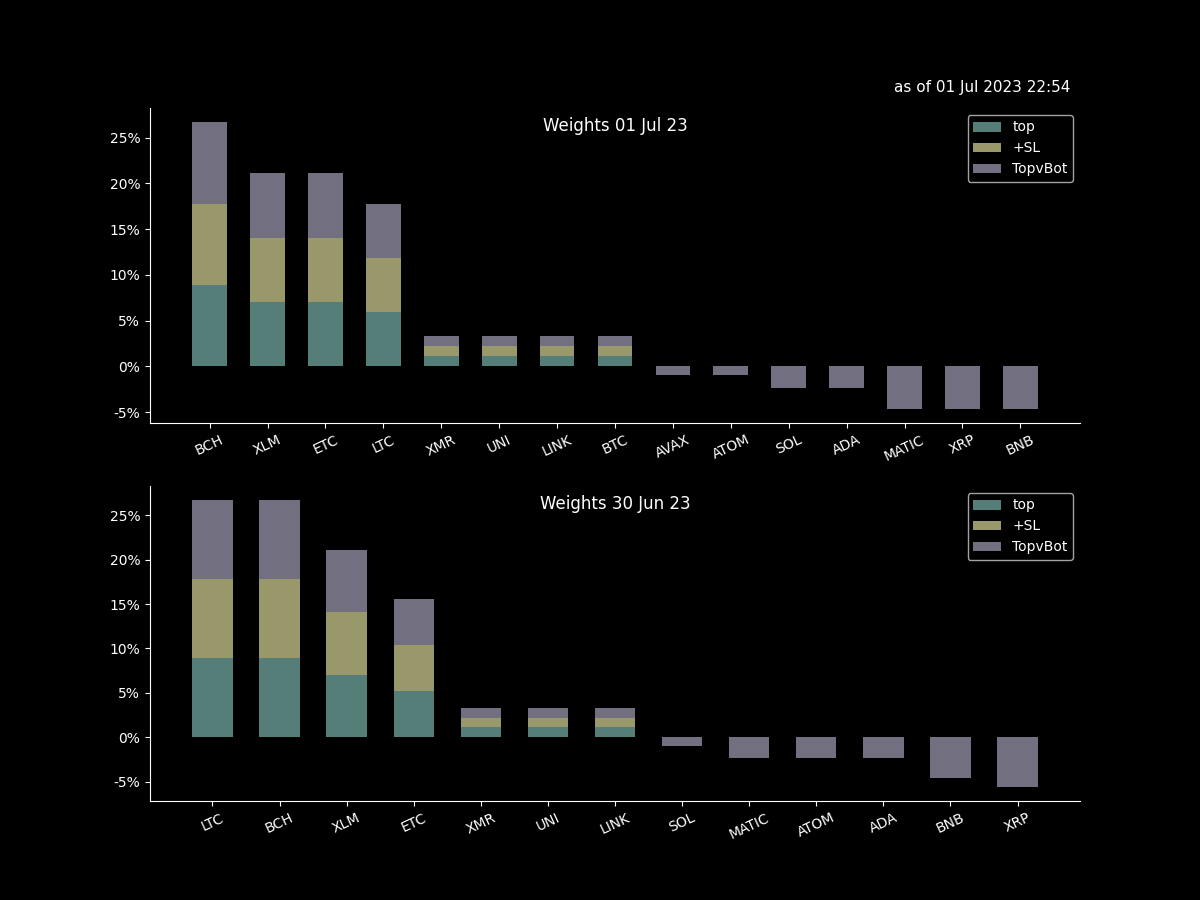 as of 01 Jul 2023 22:54
Weights 01 Jul 23
top
+SL
TopvBot
25%
20%
15%
10%
5%
0%
-5%
BCH XLM ETC LTC XMR UNI LINK BTC AVAX ATOM SOL ADA MATIC XRP BNB
Weights 30 Jun 23
top
+SL
TopvBot
25%
20%
15%
10%
5%
0%
-5%
LTC BCH XLM ETC XMR UNI LINK SOL MATIC ATOM ADA BNB XRP